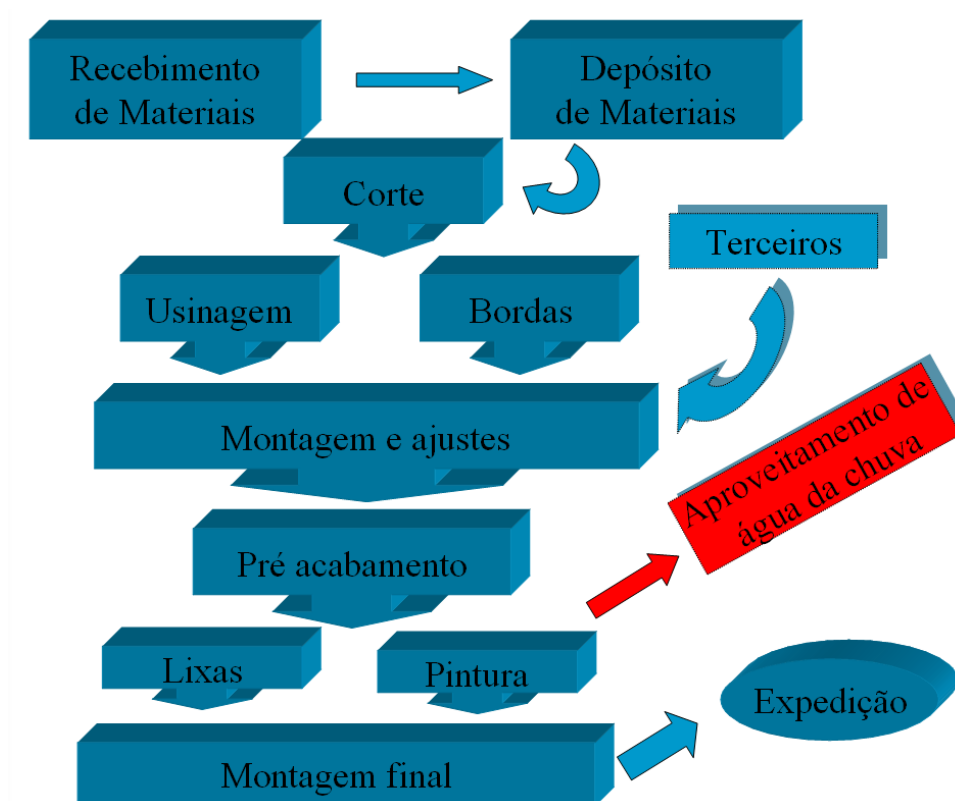 Recebimento
de Materiais
Depósito
de Materiais
Corte
Terceiros
Usinagem
Bordas
Montagem e ajustes
Aproveitamento de
água da chuva
Pré acabamento
Lixas
Pintura
Expedição
Montagem final